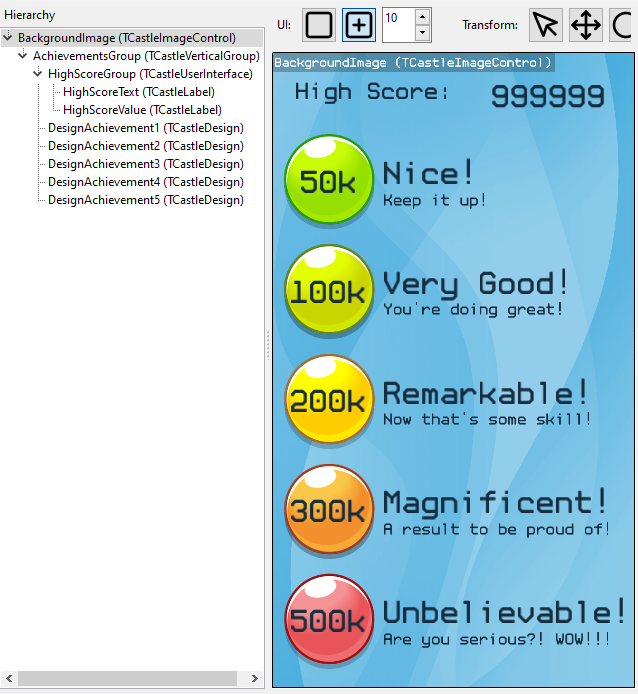 Hierarchy
BackgroundImage (TCastleImageControl)
AchievementsGroup (TCastleVerticalGroup)
HighScoreGroup (TCastleUserInterface)
HighScoreText (TCastleLabel)
HighScoreValue (TCastleLabel)
DesignAchievement1 (TCastleDesign)
DesignAchievement2 (TCastleDesign)
DesignAchievement3 (TCastleDesign)
DesignAchievement4 (TCastleDesign)
DesignAchievement5 (TCastleDesign)
UI: 10 Transform:
BackgroundImage (TCastleImageControl)
High Score: 999999
50k
Nice!
Keep it up!
100k
Very Good!
You're doing great!
200k
Remarkable!
Now that's some skill!
300k
Magnificent!
A result to be proud of!
500k
Unbelievable!
Are you serious?! WOW!!!